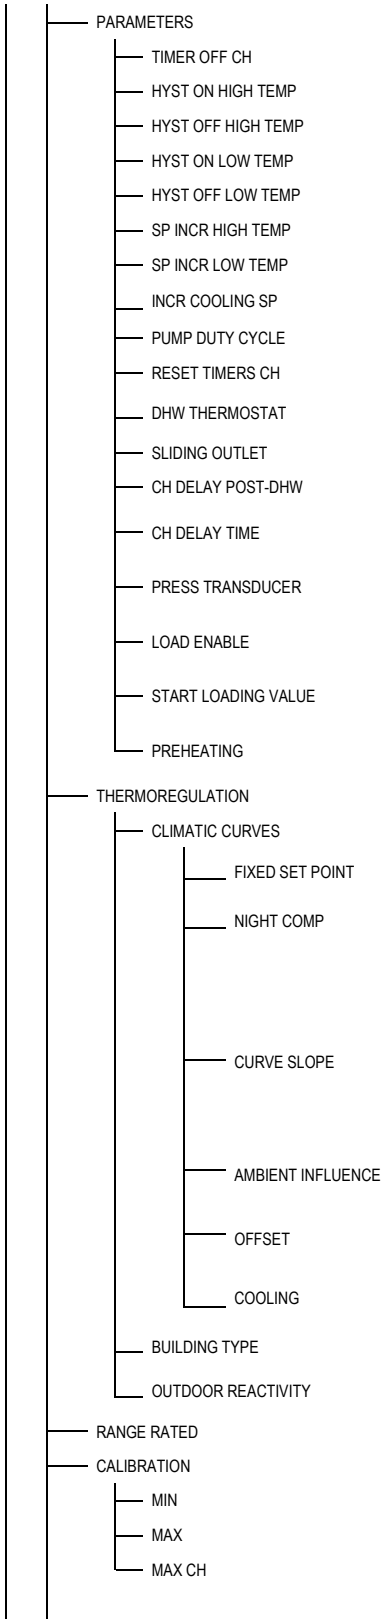 PARAMETERS
TIMER OFF CH
HYST ON HIGH TEMP
HYST OFF HIGH TEMP
HYST ON LOW TEMP
HYST OFF LOW TEMP
SP INCR HIGH TEMP
SP INCR LOW TEMP
INCR COOLING SP
PUMP DUTY CYCLE
RESET TIMERS CH
DHW THERMOSTAT
SLIDING OUTLET
CH DELAY POST-DHW
CH DELAY TIME
PRESS TRANSDUCER
LOAD ENABLE
START LOADING VALUE
PREHEATING
THERMOREGULATION
CLIMATIC CURVES
FIXED SET POINT
NIGHT COMP
CURVE SLOPE
AMBIENT INFLUENCE
OFFSET
COOLING
BUILDING TYPE
OUTDOOR REACTIVITY
RANGE RATED
CALIBRATION
MIN
MAX
MAX CH